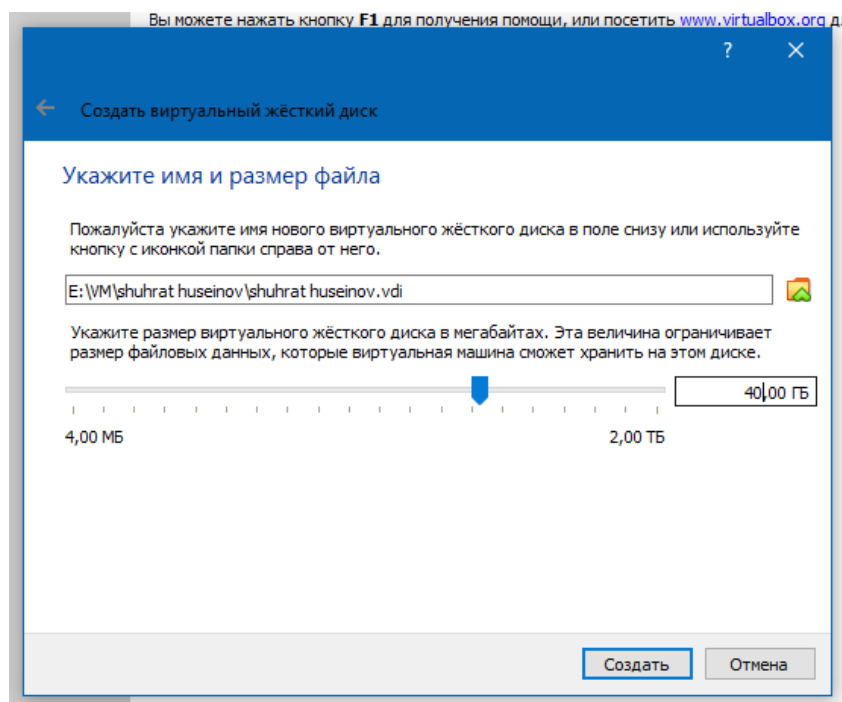 Вы можете нажать кнопку F1 для получения помощи, или посетить www.virtualbox.org д
?
Создать виртуальный жёсткий диск
Укажите имя и размер файла
Пожалуйста укажите имя нового виртуального жёсткого диска в поле снизу или используйте
кнопку с иконкой папки справа от него.
E:\VM\shuhrat huseinov\shuhrat huseinov.vdi
Укажите размер виртуального жёсткого диска в мегабайтах. Эта величина ограничивает
размер файловых данных, которые виртуальная машина сможет хранить на этом диске.
40,00 ГБ
4,00 МБ 2,00 ТБ
Создать Отмена